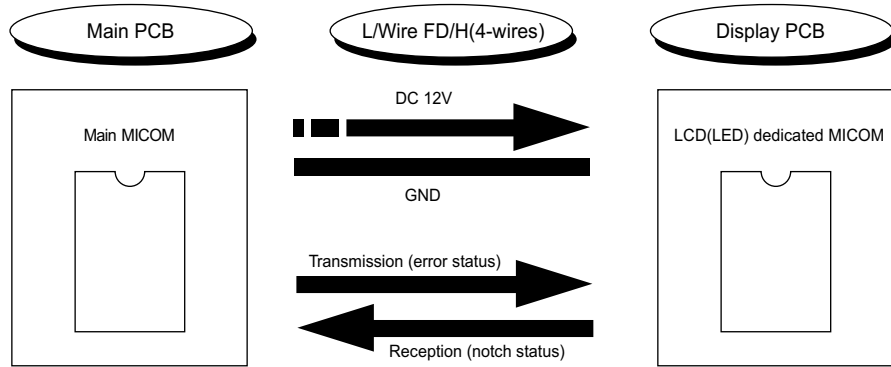 Main PCB
L/Wire FD/H(4-wires)
Display PCB
DC 12V
Main MICOM
LCD(LED) dedicated MICOM
GND
Transmission (error status)
Reception (notch status)